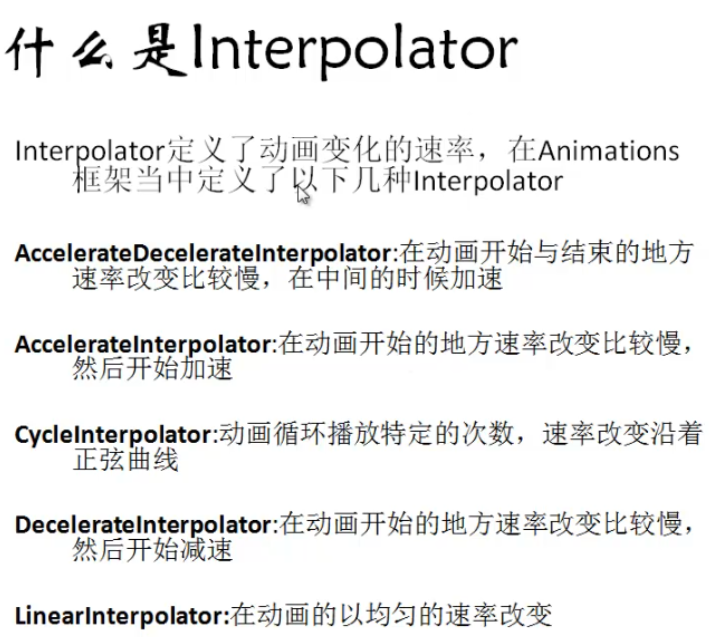 什么是Interpolator
Interpolator定义了动画变化的速率，在Animations
框架当中定义了以下几种Interpolator
AccelerateDecelerateInterpolator:在动画开始与结束的地方
速率改变比较慢，在中间的时候加速
AccelerateInterpolator:在动画开始的地方速率改变比较慢，
然后开始加速
CycleInterpolator:动画循环播放特定的次数，速率改变沿着
正弦曲线
DecelerateInterpolator:在动画开始的地方速率改变比较慢，
然后开始减速
LinearInterpolator:在动画的以均匀的速率改变